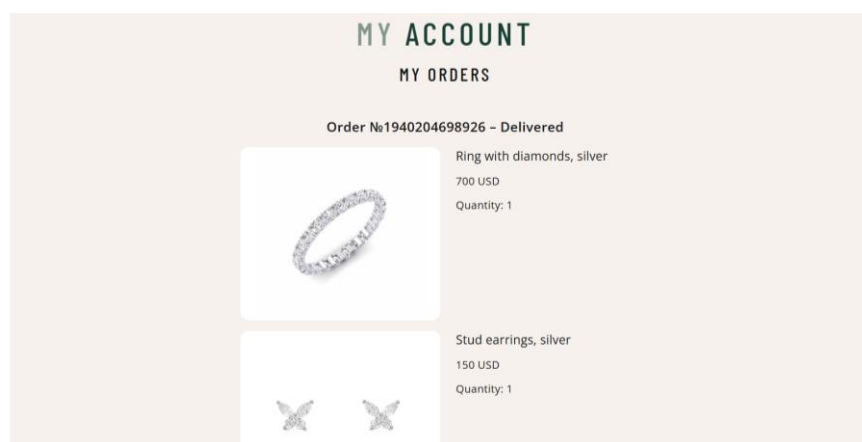 MY ACCOUNT
MY ORDERS
Order №1940204698926 – Delivered
Ring with diamonds, silver
700 USD
Quantity: 1
Stud earrings, silver
150 USD
Quantity: 1